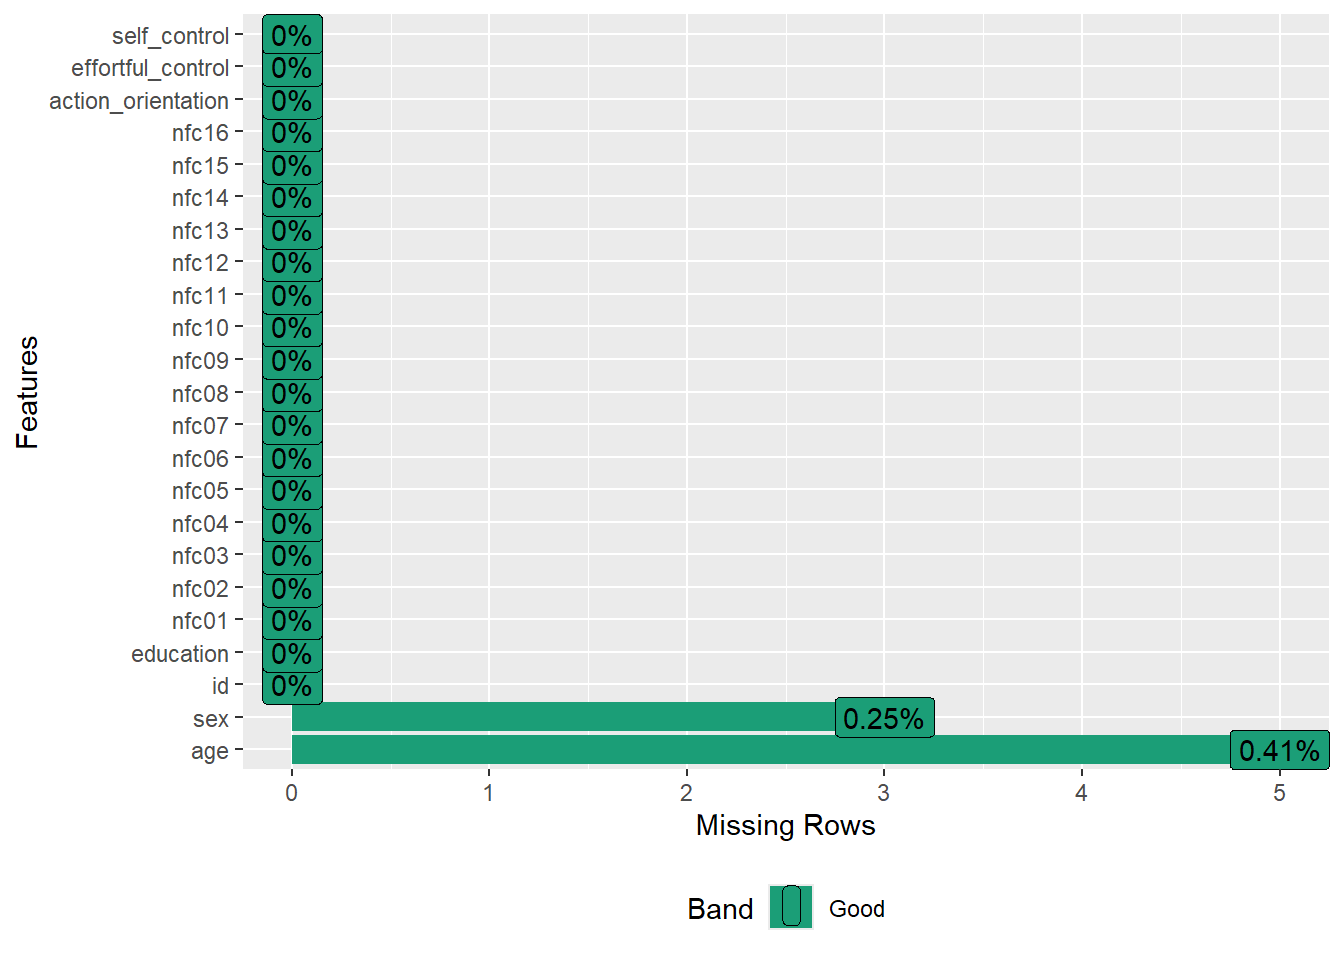 Features
self_control 0%
effortful_control 0%
action_orientation 0%
nfc16 0%
nfc15 0%
nfc14 0%
nfc13 0%
nfc12 0%
nfc11 0%
nfc10 0%
nfc09 0%
nfc08 0%
nfc07 0%
nfc06 0%
nfc05 0%
nfc04 0%
nfc03 0%
nfc02 0%
nfc01 0%
education 0%
id 0%
sex 0.25%
age 0.41%
0 1 2 3 4 5
Missing Rows
Band Good